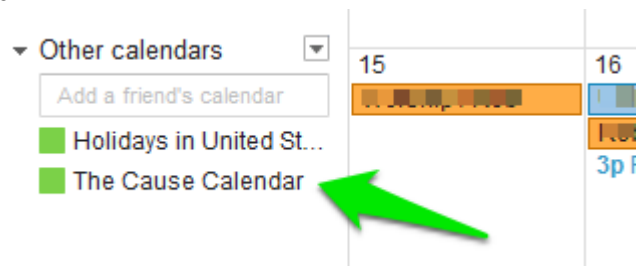 Other calendars
15
16
Add a friend's calendar
Holidays in United St...
The Cause Calendar
3p